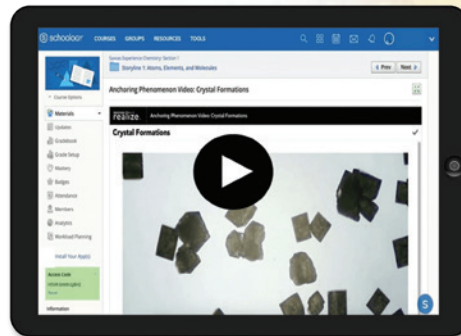 schoology COURSES GROUPS RESOURCES TOOLS
Savvas Experience Chemistry: Section 1
Storyline 1: Atoms, Elements, and Molecules
Prev Next
Anchoring Phenomenon Video: Crystal Formations
realize. Anchoring Phenomenon Video: Crystal Formations
Crystal Formations
Course Options
Materials
Updates
Gradebook
Grade Setup
Mastery
Badges
Attendance
Members
Analytics
Workload Planning
Install Your App(s)
Access Code
Information
S